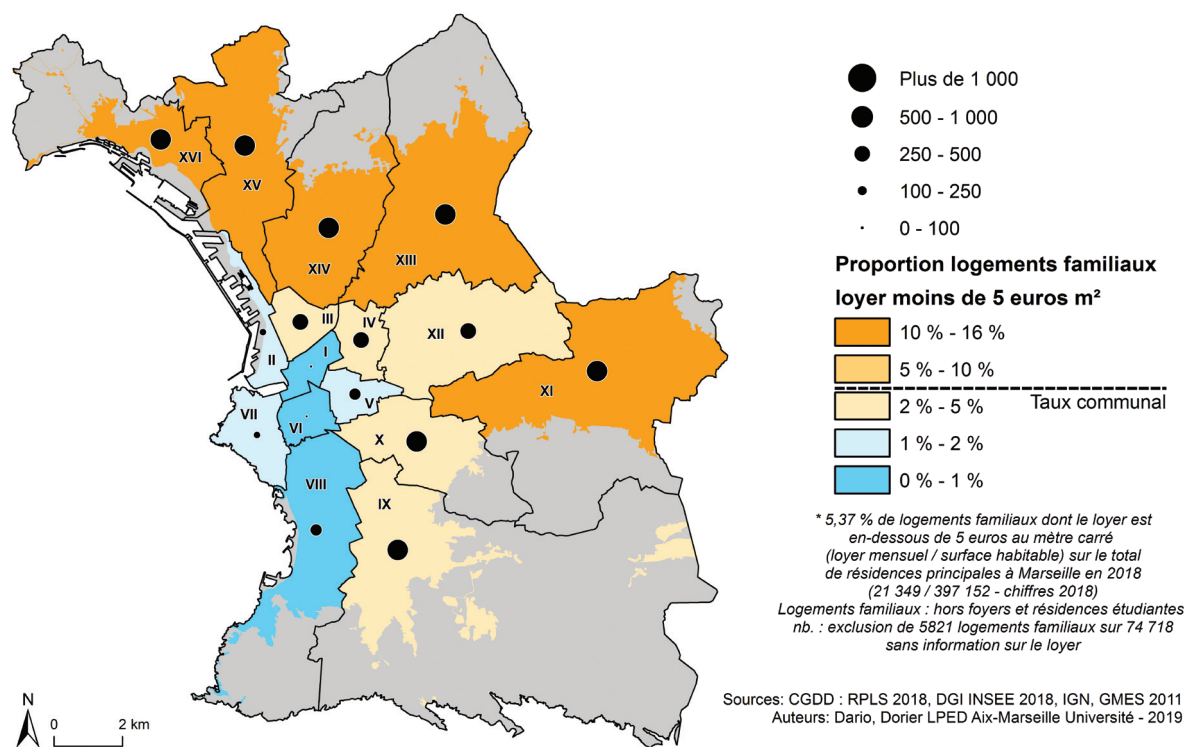 Plus de 1 000
500 - 1 000
250 - 500
100 - 250
0 - 100
Proportion logements familiaux
loyer moins de 5 euros m²
10 % - 16 %
5 % - 10 %
Taux communal
2 % - 5 %
1 % - 2 %
0 % - 1 %
* 5,37 % de logements familiaux dont le loyer est
en-dessous de 5 euros au mètre carré
(loyer mensuel / surface habitable) sur le total
de résidences principales à Marseille en 2018
(21 349 / 397 152 - chiffres 2018)
Logements familiaux : hors foyers et résidences étudiantes
nb. : exclusion de 5821 logements familiaux sur 74 718
sans information sur le loyer
Sources: CGDD : RPLS 2018, DGI INSEE 2018, IGN, GMES 2011
Auteurs: Dario, Dorier LPED Aix-Marseille Université - 2019
XVI
XV
XIV
XIII
III
IV
XII
I
II
XI
V
VII
VI
X
VIII
IX
N
0 2 km